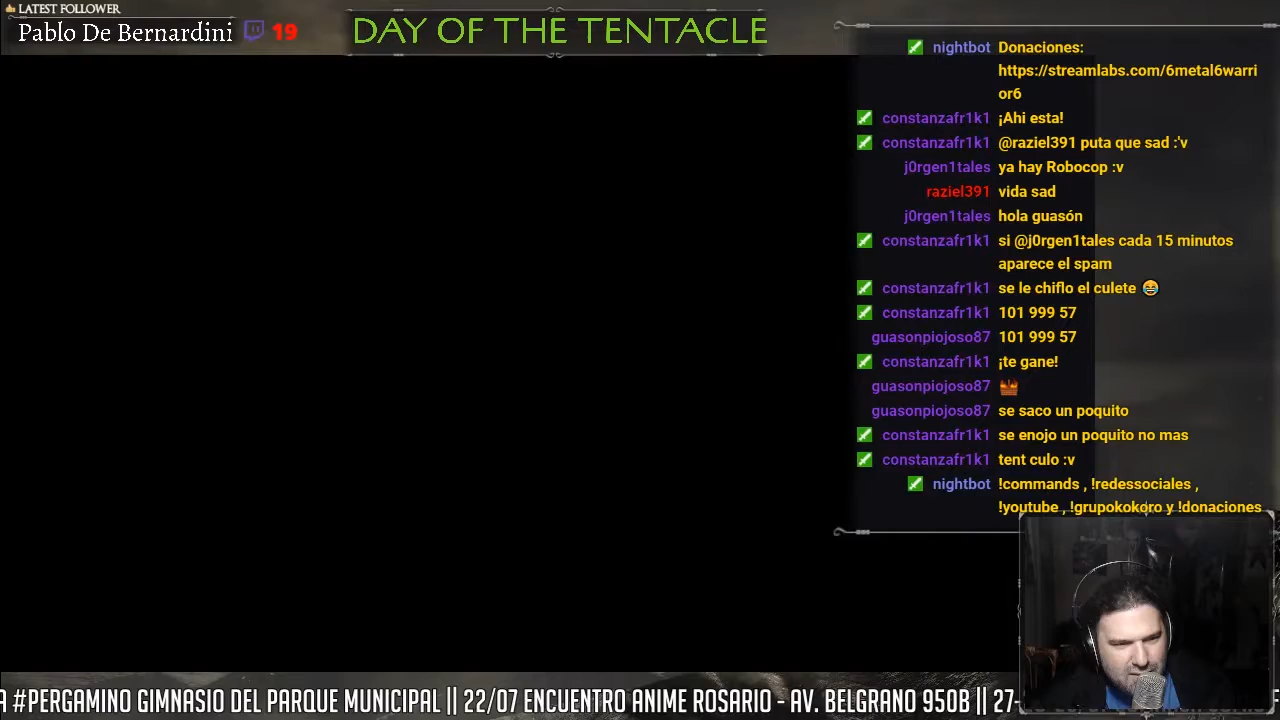 LATEST FOLLOWER
Pablo De Bernardini 19
DAY OF THE TENTACLE
nightbot Donaciones:
https://streamlabs.com/6metal6warri
or6
constanzafr1k1 ¡Ahi esta!
constanzafr1k1 @raziel391 puta que sad :'v
j0rgen1tales ya hay Robocop :v
raziel391 vida sad
j0rgen1tales hola guasón
constanzafr1k1 si @j0rgen1tales cada 15 minutos
aparece el spam
constanzafr1k1 se le chiflo el culete 😂
constanzafr1k1 101 999 57
guasonpiojoso87 101 999 57
constanzafr1k1 ¡te gane!
guasonpiojoso87
guasonpiojoso87 se saco un poquito
constanzafr1k1 se enojo un poquito no mas
constanzafr1k1 tent culo :v
nightbot !commands , !redessociales ,
!youtube , !grupokokoro y !donaciones
A #PERGAMINO GIMNASIO DEL PARQUE MUNICIPAL || 22/07 ENCUENTRO ANIME ROSARIO - AV. BELGRANO 950B || 27-